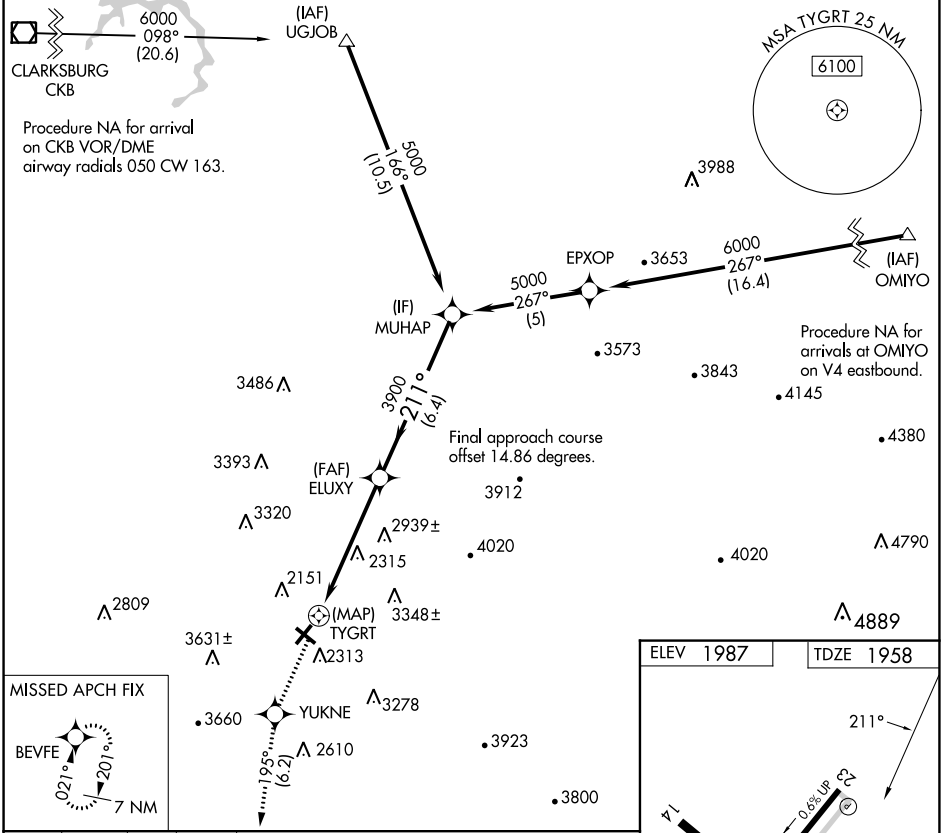 6000
098°
(20.6)
CLARKSBURG
CKB
(IAF)
UGJOB
MSA TYGRT 25 NM
6100
Procedure NA for arrival
on CKB VOR/DME
airway radials 050 CW 163.
5000
166°
(10.5)
3988
EPXOP
3653
6000
267°
(16.4)
(IAF)
OMIYO
5000
267°
(5)
(IF)
MUHAP
Procedure NA for
arrivals at OMIYO
on V4 eastbound.
3573
3843
4145
3486
3900
211°
(6.4)
Final approach course
offset 14.86 degrees.
4380
3393
(FAF)
ELUXY
3912
3320
2939±
2315
4020
4020
4790
2151
2809
(MAP)
TYGRT
3348±
4889
3631±
2313
ELEV 1987
TDZE 1958
MISSED APCH FIX
BEVFE
021°
201°
7 NM
3660
YUKNE
3278
195°
(6.2)
2610
3923
3800
211°
23
0.6% UP
P
14